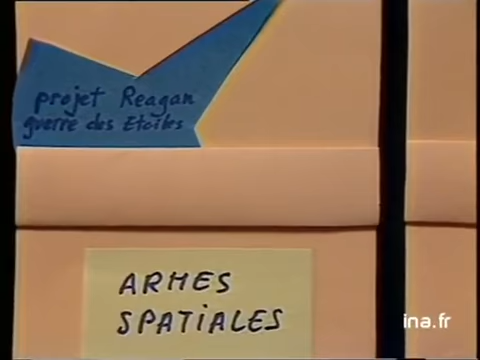 projet Reagan
guerre des Etoiles
ARMES
SPATiALES
ina.fr